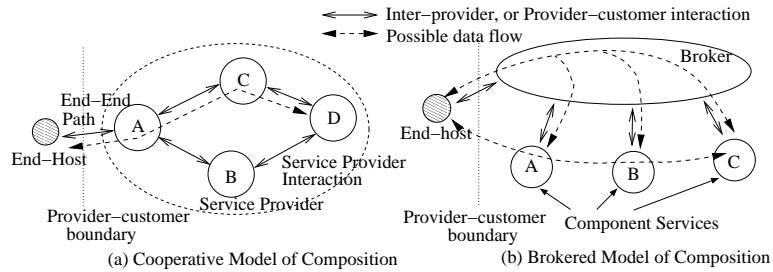 Inter–provider, or Provider–customer interaction
Possible data flow
C
End–End
Path
A
D
End–Host
B
Service Provider
Interaction
Service Provider
Provider–customer
boundary
(a) Cooperative Model of Composition
Broker
End–host
A
B
C
Provider–customer
boundary
Component Services
(b) Brokered Model of Composition